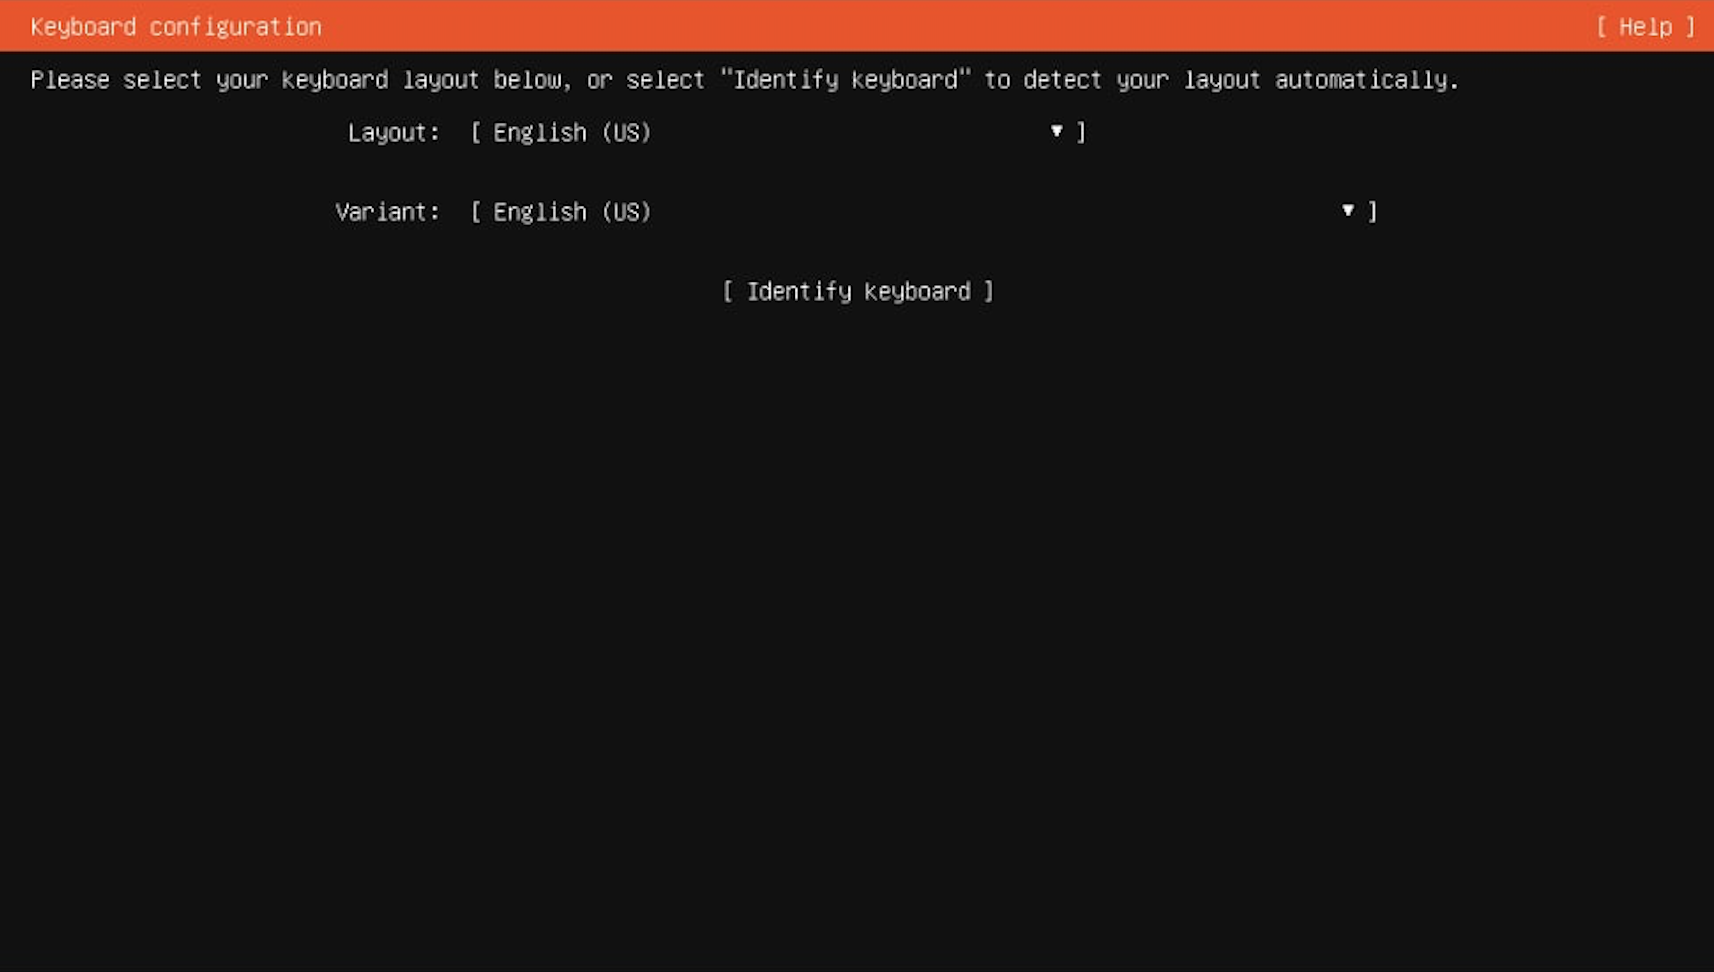 Keyboard configuration [ Help ]
Please select your keyboard layout below, or select "Identify keyboard" to detect your layout automatically.
Layout: [ English (US) ▼ ]
Variant: [ English (US) ▼ ]
[ Identify keyboard ]